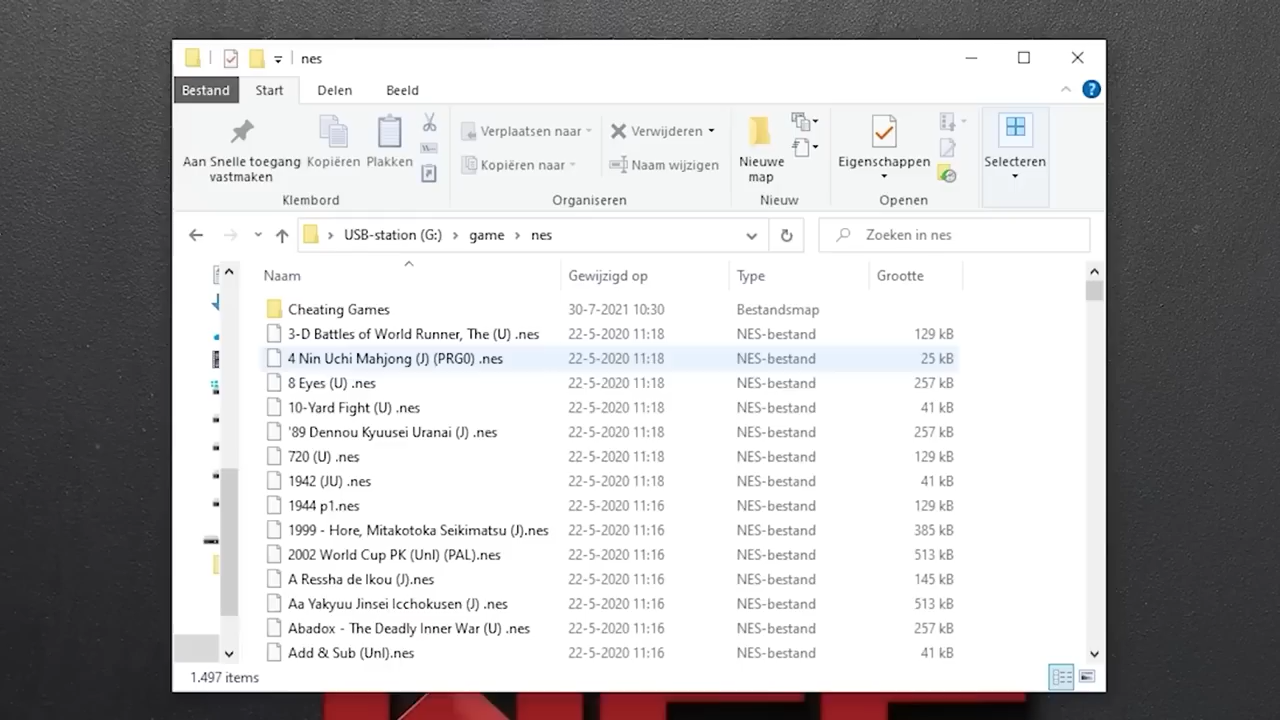 nes
Bestand Start Delen Beeld
Aan Snelle toegang vastmaken
Kopiëren
Plakken
Klembord
Verplaatsen naar
Kopiëren naar
Verwijderen
Naam wijzigen
Organiseren
Nieuwe map
Nieuw
Eigenschappen
Openen
Selecteren
USB-station (G:) > game > nes
Zoeken in nes
Naam Gewijzigd op Type Grootte
Cheating Games 30-7-2021 10:30 Bestandsmap
3-D Battles of World Runner, The (U) .nes 22-5-2020 11:18 NES-bestand 129 kB
4 Nin Uchi Mahjong (J) (PRG0) .nes 22-5-2020 11:18 NES-bestand 25 kB
8 Eyes (U) .nes 22-5-2020 11:18 NES-bestand 257 kB
10-Yard Fight (U) .nes 22-5-2020 11:18 NES-bestand 41 kB
'89 Dennou Kyuusei Uranai (J) .nes 22-5-2020 11:18 NES-bestand 257 kB
720 (U) .nes 22-5-2020 11:18 NES-bestand 129 kB
1942 (JU) .nes 22-5-2020 11:18 NES-bestand 41 kB
1944 p1.nes 22-5-2020 11:16 NES-bestand 129 kB
1999 - Hore, Mitakotoka Seikimatsu (J).nes 22-5-2020 11:16 NES-bestand 385 kB
2002 World Cup PK (Unl) (PAL).nes 22-5-2020 11:16 NES-bestand 513 kB
A Ressha de Ikou (J).nes 22-5-2020 11:16 NES-bestand 145 kB
Aa Yakyuu Jinsei Icchokusen (J) .nes 22-5-2020 11:16 NES-bestand 513 kB
Abadox - The Deadly Inner War (U) .nes 22-5-2020 11:16 NES-bestand 257 kB
Add & Sub (Unl).nes 22-5-2020 11:16 NES-bestand 41 kB
1.497 items